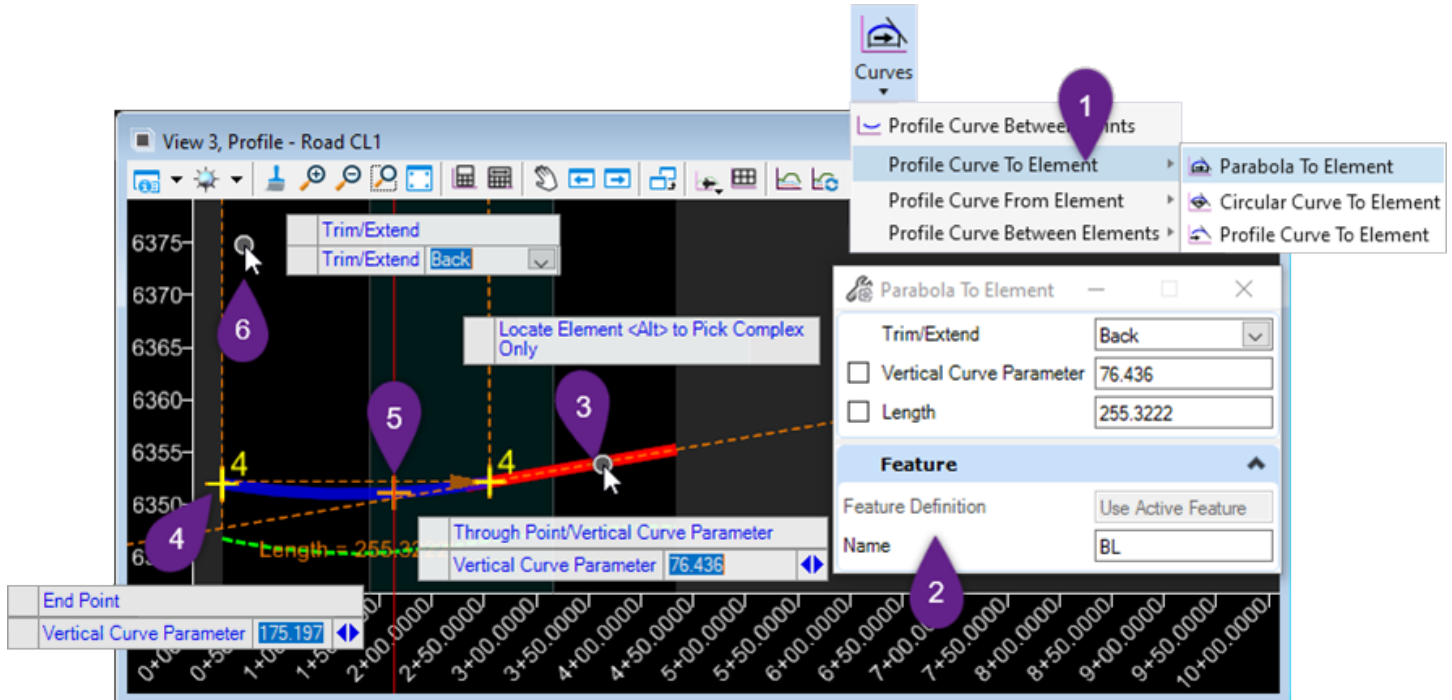 Curves
1
Profile Curve Between
ints
Profile Curve To Element
Profile Curve From Element
Profile Curve Between Elements
Parabola To Element
Circular Curve To Element
Profile Curve To Element
View 3, Profile - Road CL1
6375
6370
6365
6360
6355
6350
Trim/Extend
Trim/Extend Back
6
Locate Element <Alt> to Pick Complex
Only
5
3
4
4
4
Length = 255.3222
Through Point/Vertical Curve Parameter
Vertical Curve Parameter 76.436
End Point
Vertical Curve Parameter 175.197
Parabola To Element
Trim/Extend Back
Vertical Curve Parameter 76.436
Length 255.3222
Feature
Feature Definition Use Active Feature
Name BL
2
2+00.0000
2+50.0000
3+00.0000
3+50.0000
4+00.0000
4+50.0000
5+00.0000
5+50.0000
6+00.0000
6+50.0000
7+00.0000
7+50.0000
8+00.0000
8+50.0000
9+00.0000
9+50.0000
10+00.0000